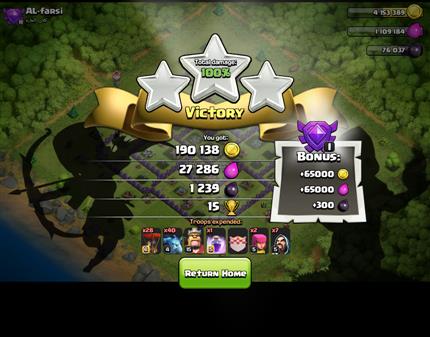 AL-farsi
4 153 389
1 109 184
76 037
Total damage:
100%
Victory
You got:
190 138
27 286
1 239
15
Troops expended:
x28 x40 x1 x2 x7
I
Bonus:
+65000
+65000
+300
Return Home